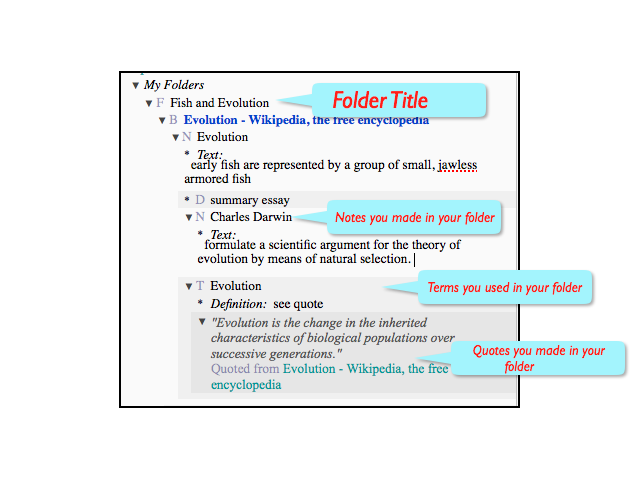 ▼ My Folders
▼ F Fish and Evolution
Folder Title
▼ B Evolution - Wikipedia, the free encyclopedia
▼ N Evolution
* Text:
early fish are represented by a group of small, jawless
armored fish
* D summary essay
▼ N Charles Darwin
Notes you made in your folder
* Text:
formulate a scientific argument for the theory of
evolution by means of natural selection.
▼ T Evolution
Terms you used in your folder
* Definition: see quote
▼ "Evolution is the change in the inherited
characteristics of biological populations over
successive generations."
Quotes you made in your
folder
Quoted from Evolution - Wikipedia, the free
encyclopedia